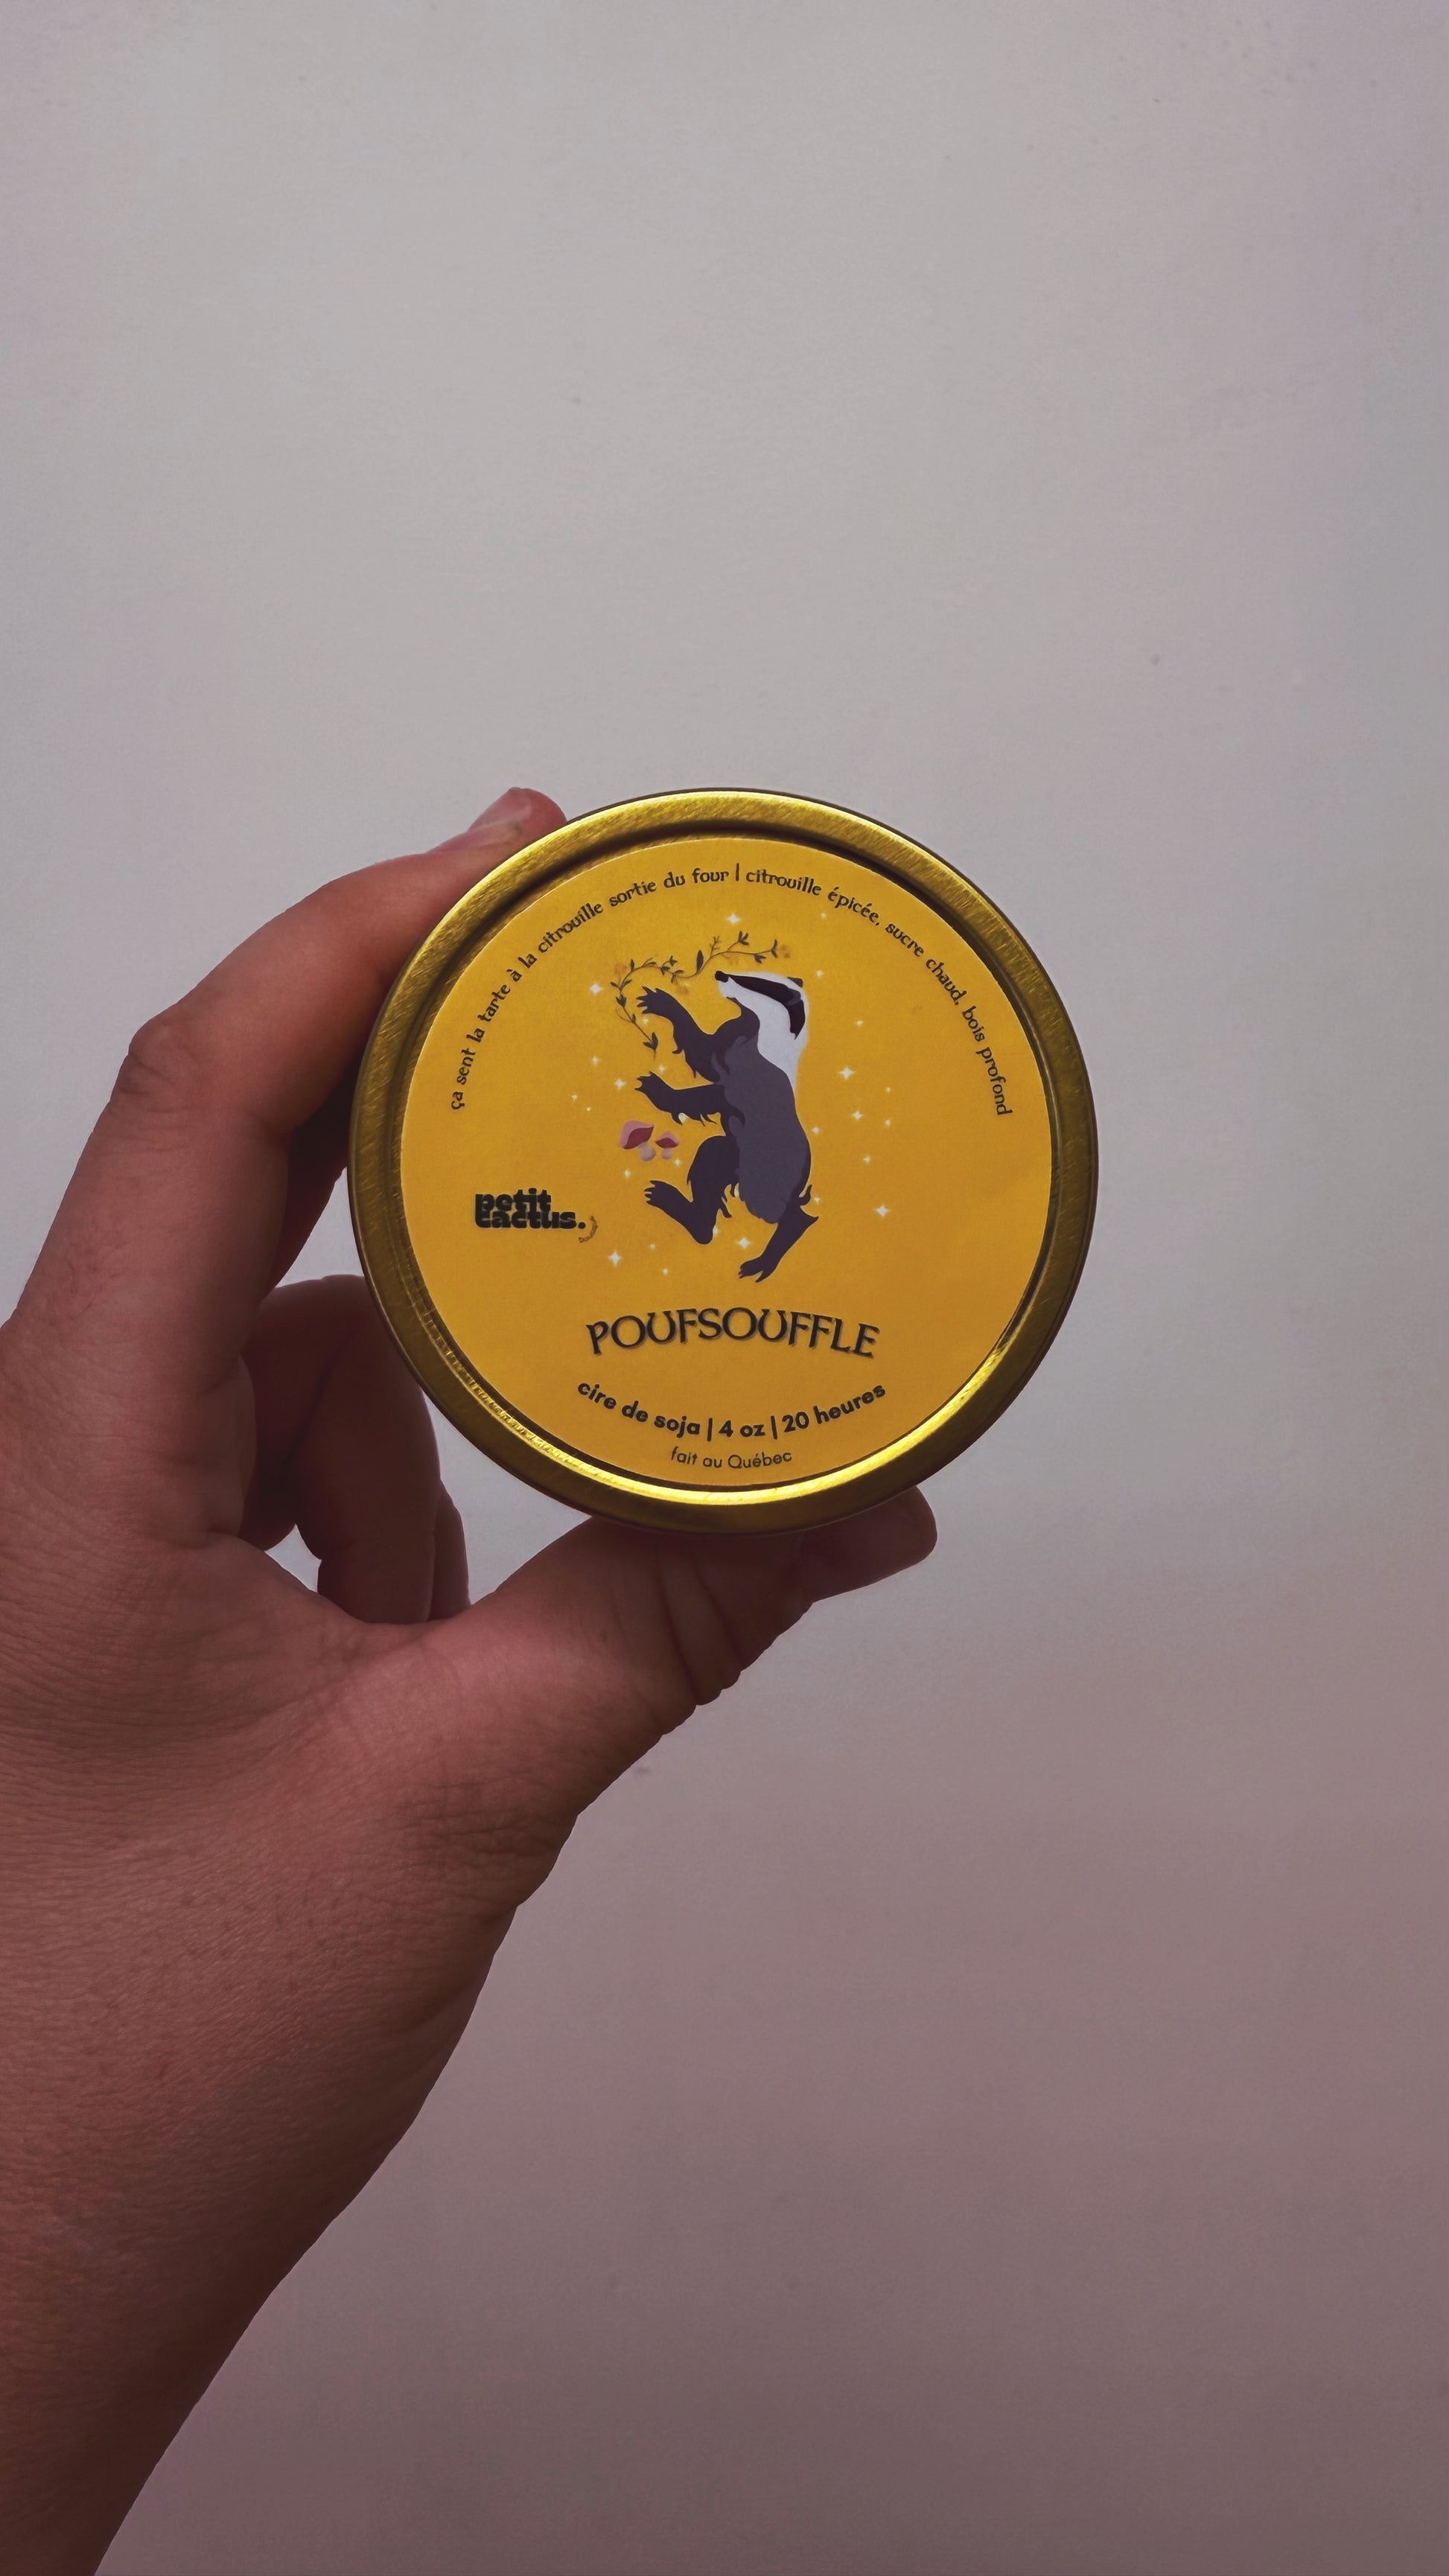 ça sent la tarte à la citrouille sortie du four | citrouille épicée, sucre chaud, bois profond
petit
cactus.
POUFSOUFFLE
cire de soja | 4 oz | 20 heures
fait au Québec